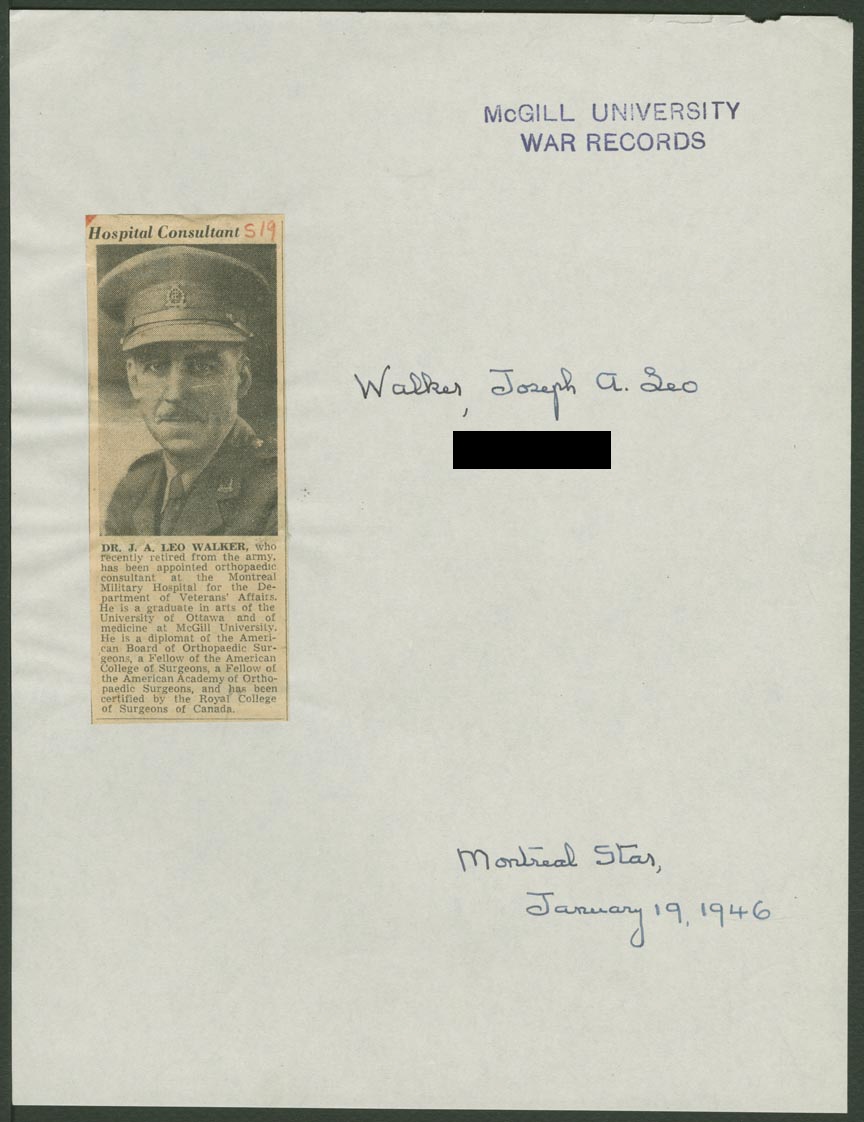 McGILL UNIVERSITY
WAR RECORDS
Hospital Consultant S19
Walker, Joseph A. Leo
DR. J. A. LEO WALKER, who
recently retired from the army,
has been appointed orthopaedic
consultant at the Montreal
Military Hospital for the De-
partment of Veterans' Affairs.
He is a graduate in arts of the
University of Ottawa and of
medicine at McGill University.
He is a diplomat of the Ameri-
can Board of Orthopaedic Sur-
geons, a Fellow of the American
College of Surgeons, a Fellow of
the American Academy of Ortho-
paedic Surgeons, and has been
certified by the Royal College
of Surgeons of Canada.
Montreal Star,
January 19, 1946